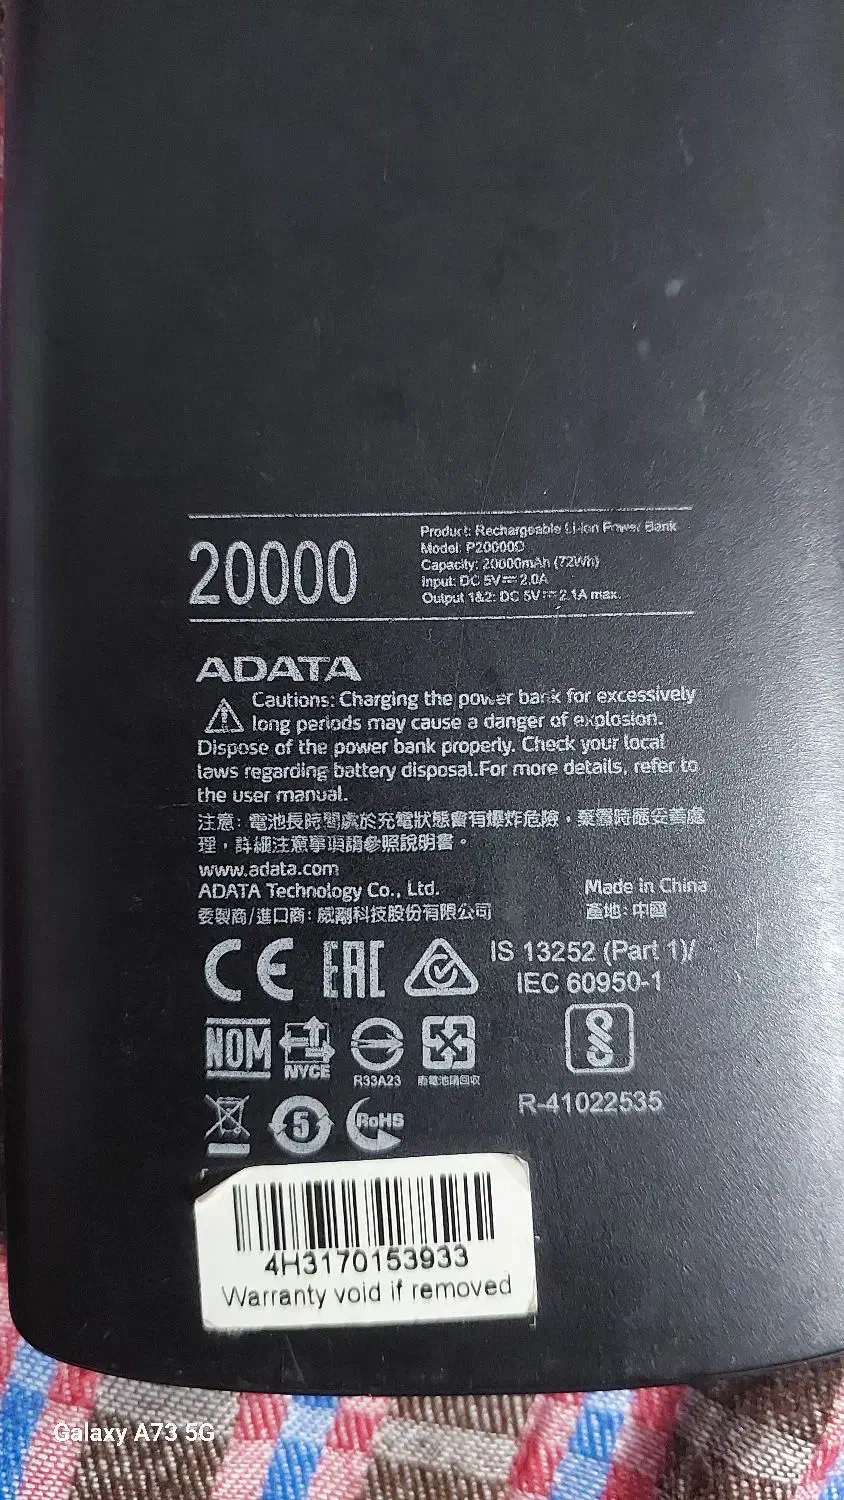 20000
Product: Rechargeable Li-ion Power Bank
Model: P20000D
Capacity: 20000mAh (72Wh)
Input: DC 5V⎓2.0A
Output 1&2: DC 5V⎓2.1A max.
ADATA
Cautions: Charging the power bank for excessively
long periods may cause a danger of explosion.
Dispose of the power bank properly. Check your local
laws regarding battery disposal.For more details, refer to
the user manual.
注意: 電池長時間處於充電狀態會有爆炸危險，棄置時應妥善處
理，詳細注意事項請參照說明書。
www.adata.com
ADATA Technology Co., Ltd.
Made in China
委製商/進口商: 威剛科技股份有限公司
產地: 中國
CE EAC
IS 13252 (Part 1)/
IEC 60950-1
NOM
NYCE
R33A23
廢電池請回收
R-41022535
5
RoHS
4H3170153933
Warranty void if removed
Galaxy A73 5G